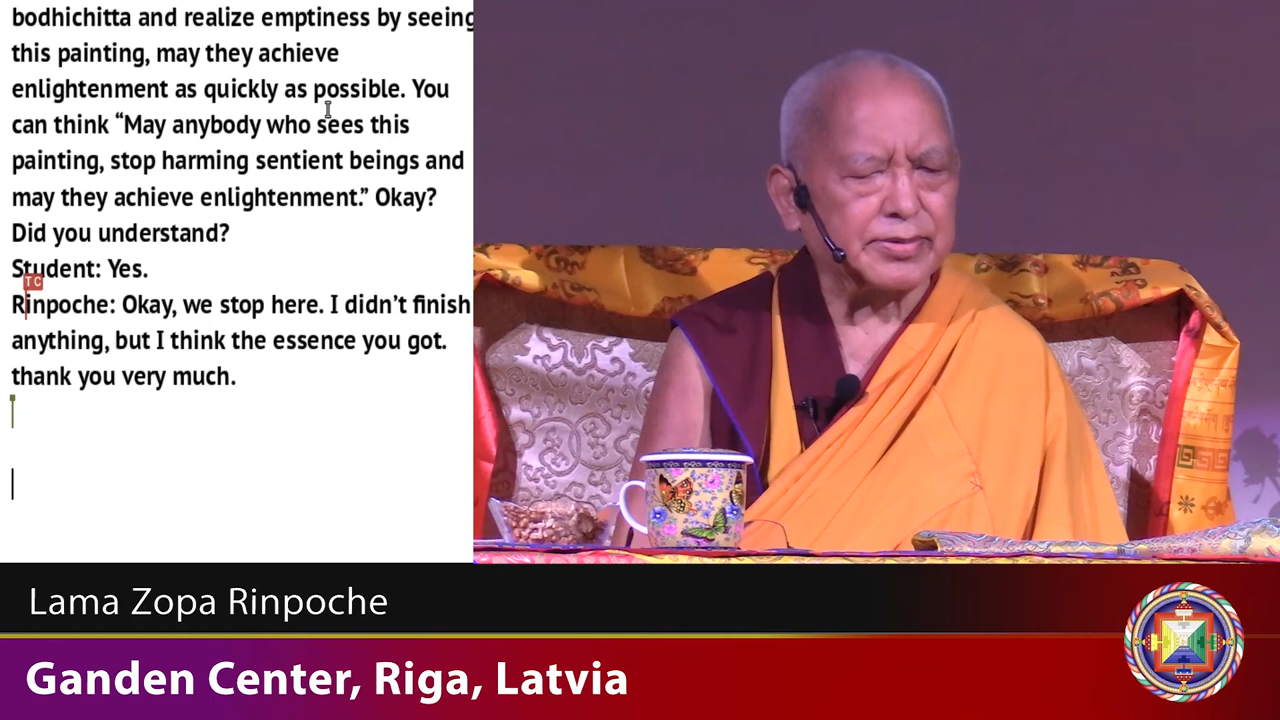 bodhichitta and realize emptiness by seeing
this painting, may they achieve
enlightenment as quickly as possible. You
can think “May anybody who sees this
painting, stop harming sentient beings and
may they achieve enlightenment.” Okay?
Did you understand?
Student: Yes.
TC
Rinpoche: Okay, we stop here. I didn’t finish
anything, but I think the essence you got.
thank you very much.
Lama Zopa Rinpoche
Ganden Center, Riga, Latvia